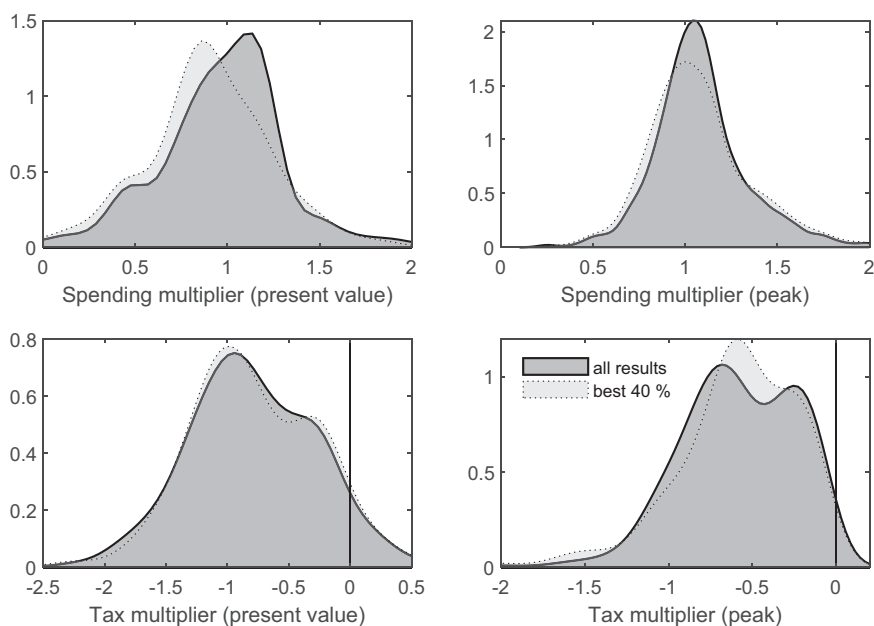 1.5
1
0.5
0
0 0.5 1 1.5 2
Spending multiplier (present value)
2
1.5
1
0.5
0
0 0.5 1 1.5 2
Spending multiplier (peak)
0.8
0.6
0.4
0.2
0
-2.5 -2 -1.5 -1 -0.5 0 0.5
Tax multiplier (present value)
all results
best 40 %
1
0.5
0
-2 -1.5 -1 -0.5 0
Tax multiplier (peak)